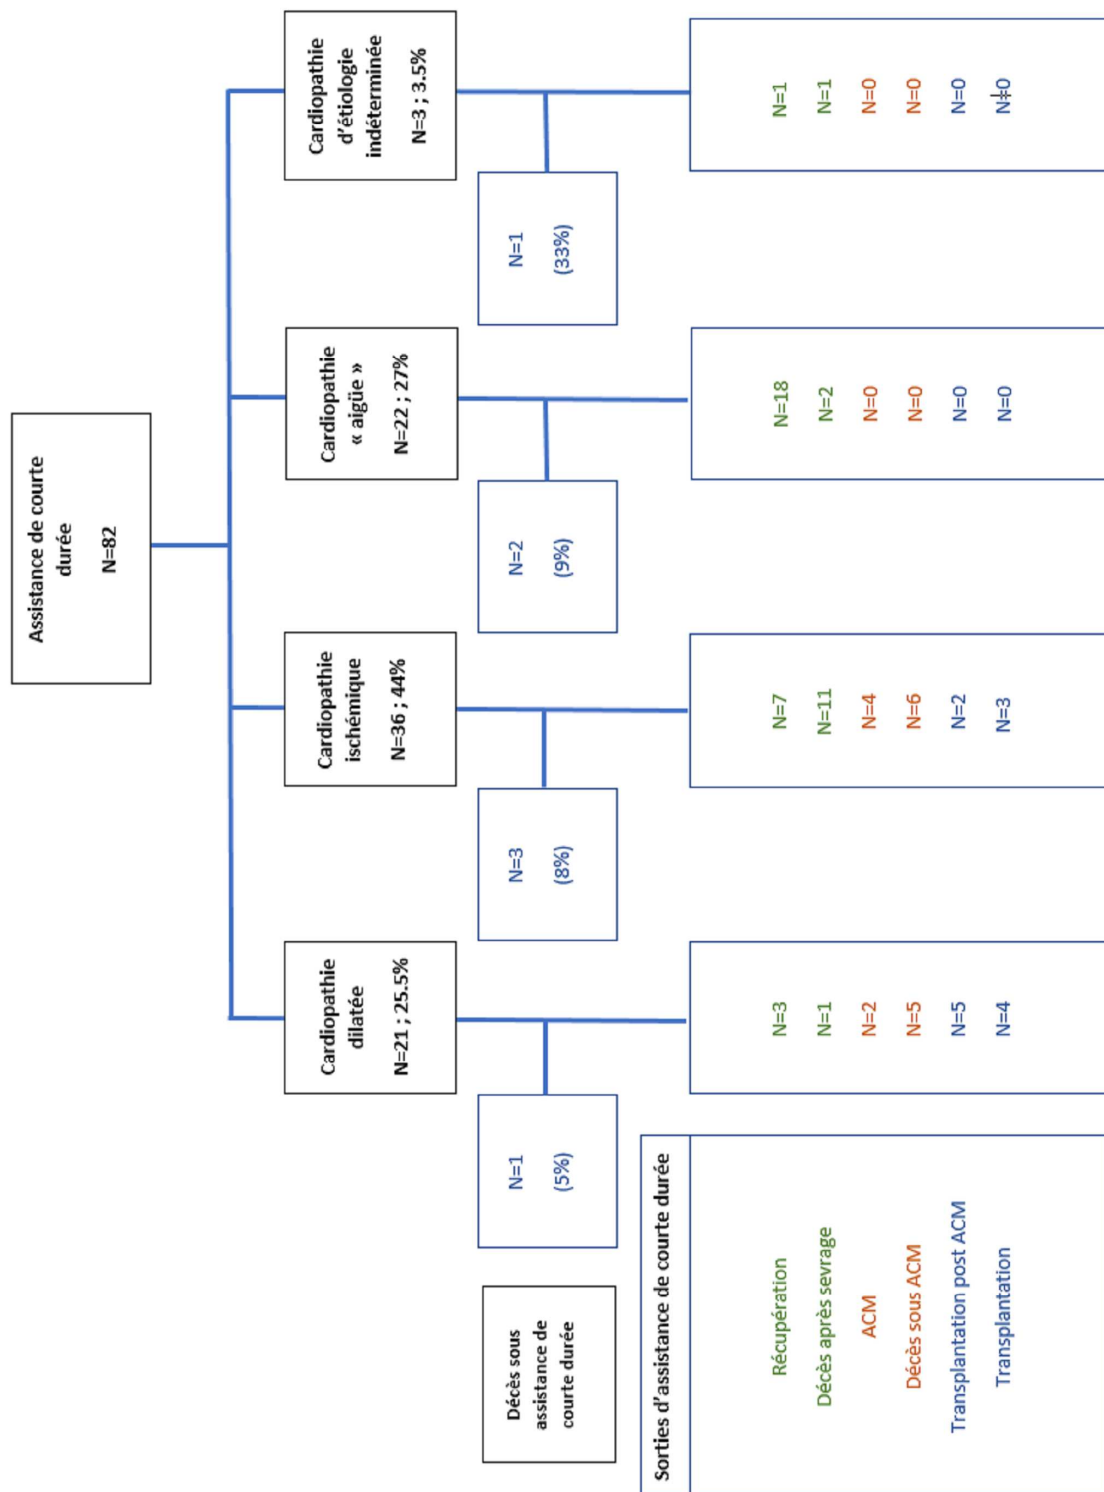 Assistance de courte
durée
N=82
Cardiopathie
dilatée
N=21 ; 25.5%
Cardiopathie
ischémique
N=36 ; 44%
Cardiopathie
« aigüe »
N=22 ; 27%
Cardiopathie
d'étiologie
indéterminée
N=3 ; 3.5%
Décès sous
assistance de
courte durée
N=1
(5%)
N=3
(8%)
N=2
(9%)
N=1
(33%)
Sorties d'assistance de courte durée
Récupération
Décès après sevrage
ACM
Décès sous ACM
Transplantation post ACM
Transplantation
N=3
N=1
N=2
N=5
N=5
N=4
N=7
N=11
N=4
N=6
N=2
N=3
N=18
N=2
N=0
N=0
N=0
N=0
N=1
N=1
N=0
N=0
N=0
N=0